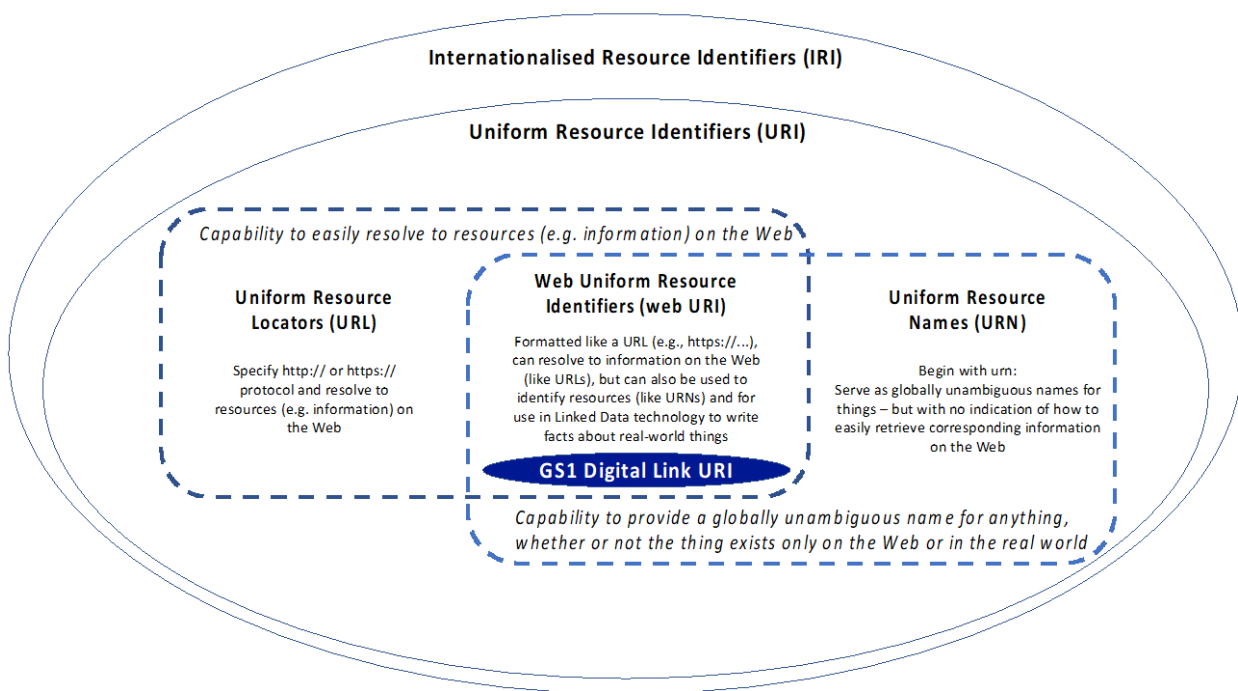 Internationalised Resource Identifiers (IRI)
Uniform Resource Identifiers (URI)
Capability to easily resolve to resources (e.g. information) on the Web
Uniform Resource
Locators (URL)
Specify http:// or https://
protocol and resolve to
resources (e.g. information) on
the Web
Web Uniform Resource
Identifiers (web URI)
Formatted like a URL (e.g., https://...),
can resolve to information on the Web
(like URLs), but can also be used to
identify resources (like URNs) and for
use in Linked Data technology to write
facts about real-world things
GS1 Digital Link URI
Uniform Resource
Names (URN)
Begin with urn:
Serve as globally unambiguous names for
things – but with no indication of how to
easily retrieve corresponding information
on the Web
Capability to provide a globally unambiguous name for anything,
whether or not the thing exists only on the Web or in the real world